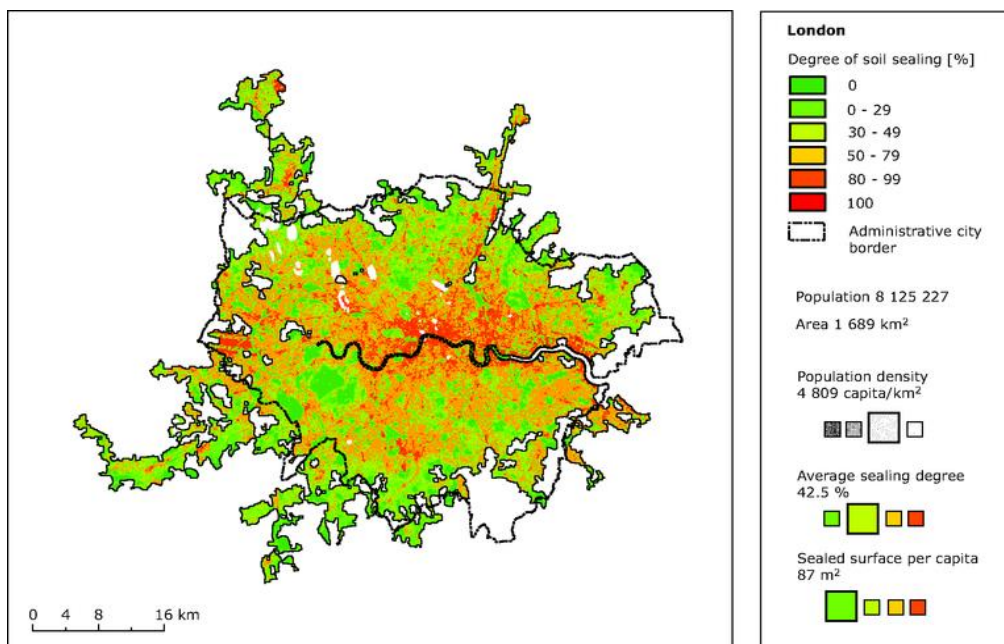 London
Degree of soil sealing [%]
0
0 - 29
30 - 49
50 - 79
80 - 99
100
Administrative city
border
Population 8 125 227
Area 1 689 km²
Population density
4 809 capita/km²
Average sealing degree
42.5 %
Sealed surface per capita
87 m²
0 4 8 16 km